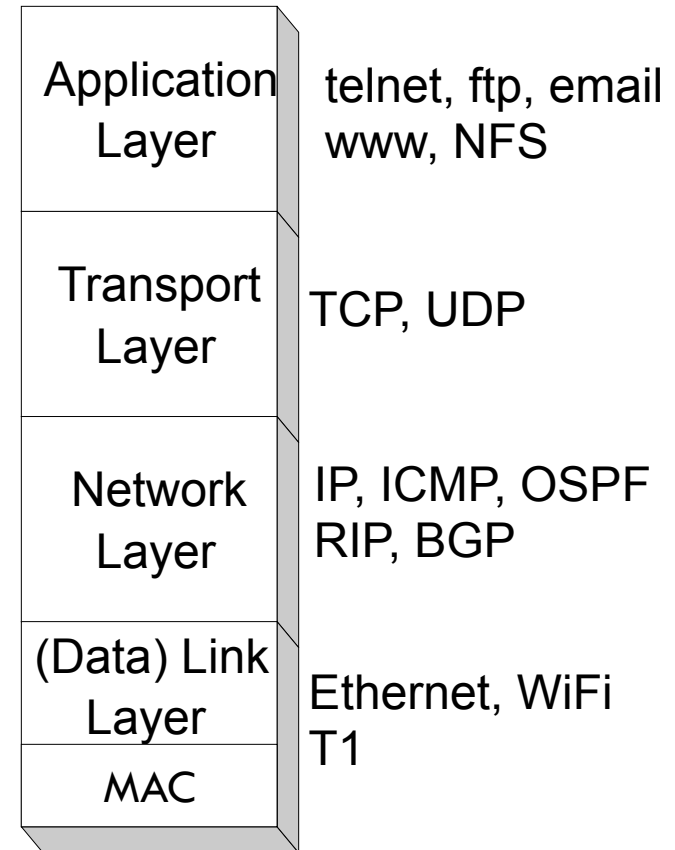 Application
Layer
telnet, ftp, email
www, NFS
Transport
Layer
TCP, UDP
Network
Layer
IP, ICMP, OSPF
RIP, BGP
(Data) Link
Layer
Ethernet, WiFi
T1
MAC